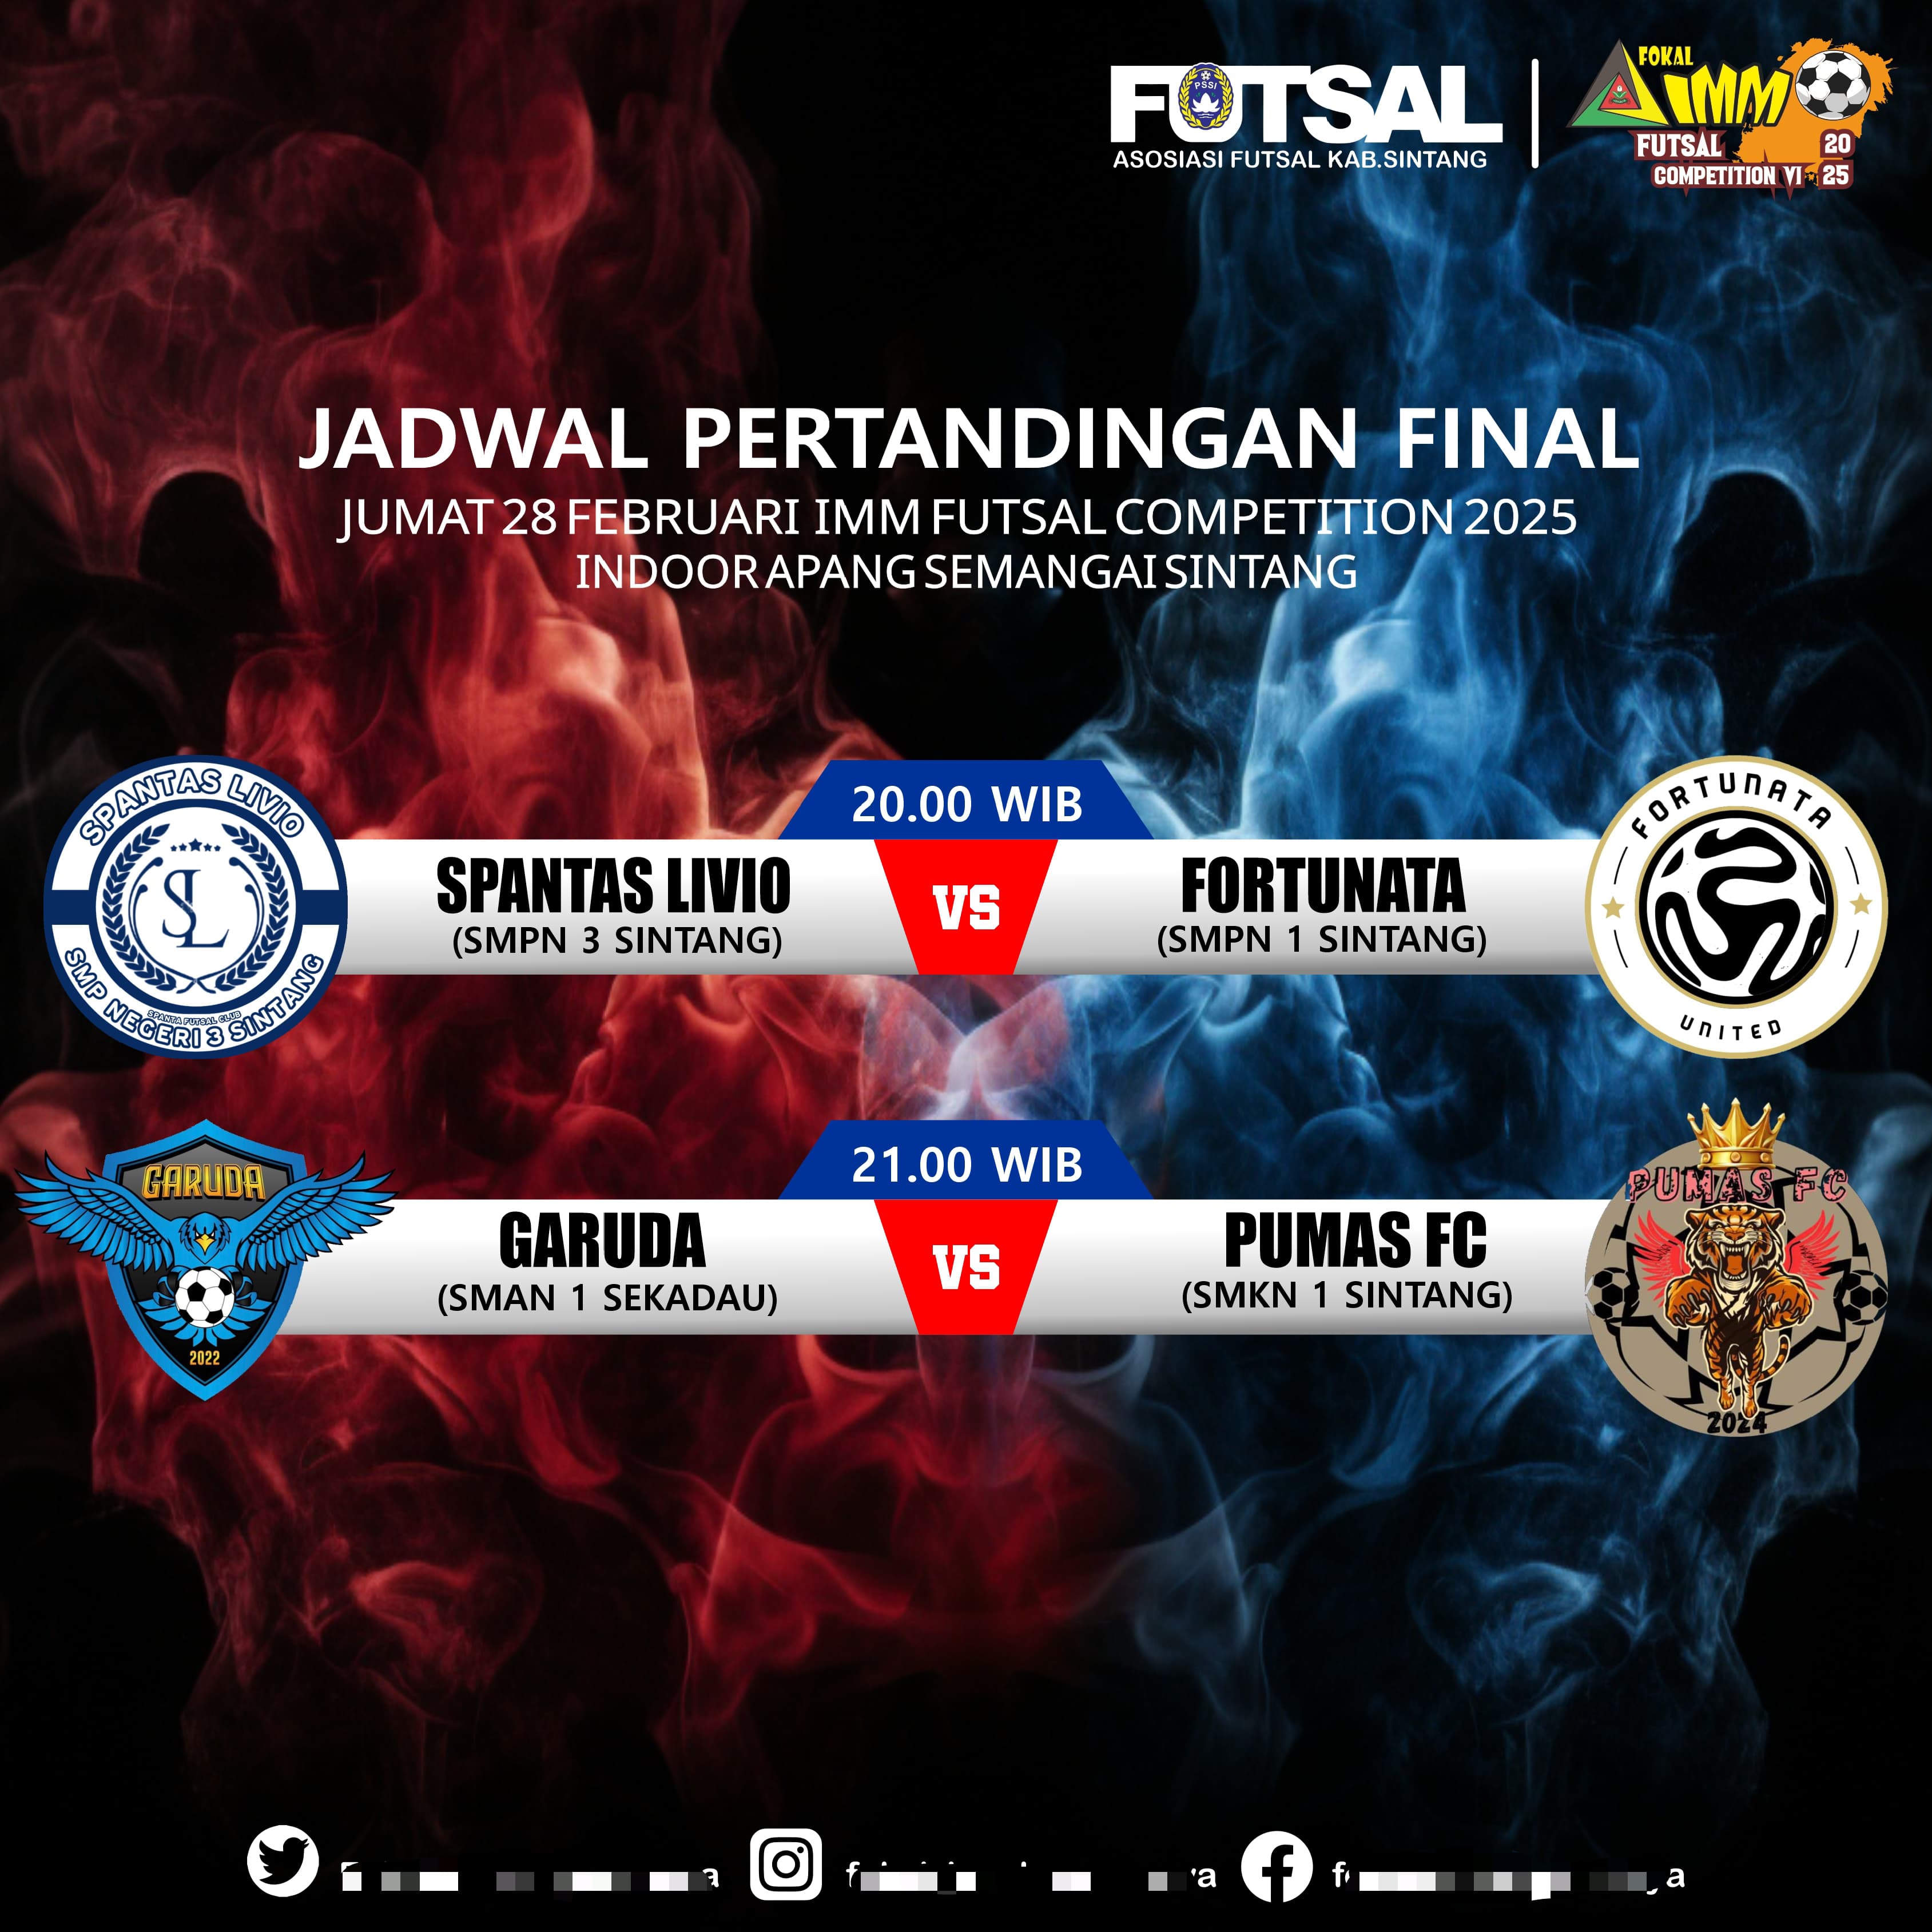 FUTSAL
PSSI
ASOSIASI FUTSAL KAB.SINTANG
FOKAL
IMM
FUTSAL 20
COMPETITION VI 25
JADWAL PERTANDINGAN FINAL
JUMAT 28 FEBRUARI IMM FUTSAL COMPETITION 2025
INDOOR APANG SEMANGAI SINTANG
20.00 WIB
SPANTAS LIVIO
SL
SPANTA FUTSAL CLUB
SMP NEGERI 3 SINTANG
SPANTAS LIVIO VS FORTUNATA
(SMPN 3 SINTANG) (SMPN 1 SINTANG)
FORTUNATA
UNITED
21.00 WIB
GARUDA
2022
GARUDA VS PUMAS FC
(SMAN 1 SEKADAU) (SMKN 1 SINTANG)
PUMAS FC
2024